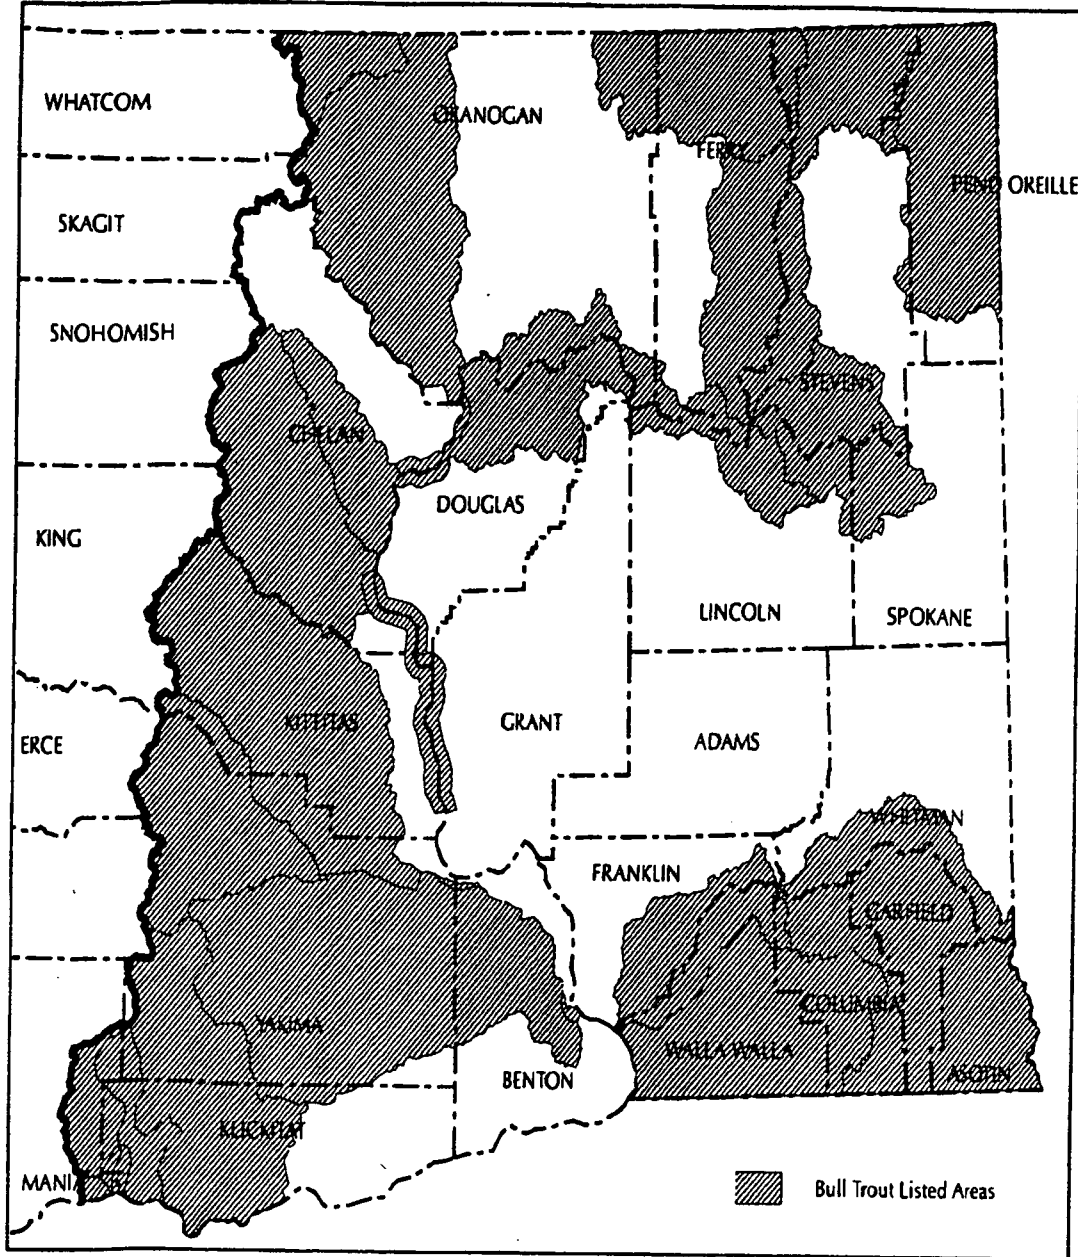 WHATCOM
OKANOGAN
FERRY
PEND OREILLE
SKAGIT
SNOHOMISH
STEVENS
CHELAN
DOUGLAS
KING
LINCOLN
SPOKANE
KITTITAS
GRANT
ADAMS
ERCE
WHITMAN
FRANKLIN
GARFIELD
COLUMBIA
YAKIMA
WALLA WALLA
BENTON
ASOTIN
KLICKITAT
MANIA
Bull Trout Listed Areas